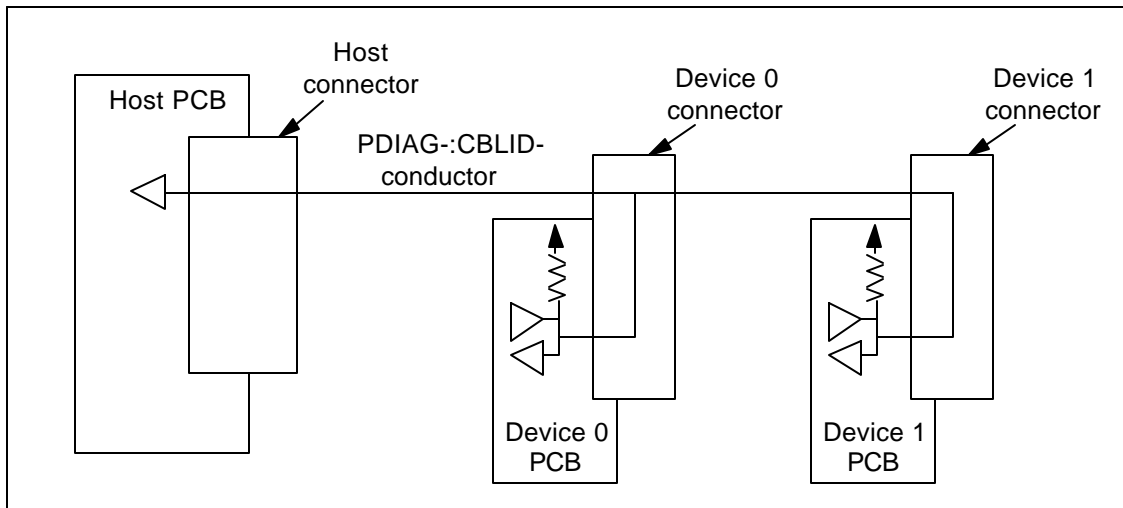 Host
connector
Host PCB
Device 0
connector
Device 1
connector
PDIAG-:CBLID-
conductor
Device 0
PCB
Device 1
PCB